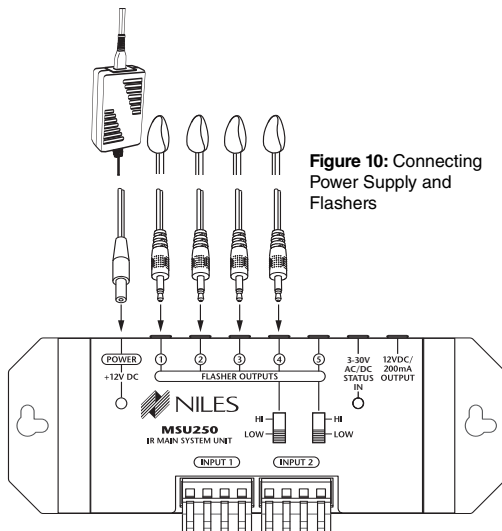 Figure 10: Connecting
Power Supply and
Flashers
POWER
+12V DC
1 2 3 4 5
FLASHER OUTPUTS
3-30V
AC/DC
STATUS
IN
12VDC/
200mA
OUTPUT
NILES
MSU250
IR MAIN SYSTEM UNIT
HI
LOW
HI
LOW
INPUT 1
INPUT 2